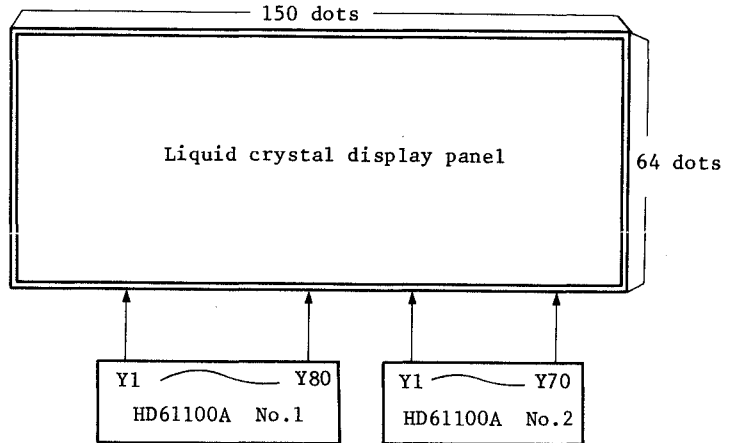 150 dots
Liquid crystal display panel
64 dots
Y1 Y80
HD61100A No.1
Y1 Y70
HD61100A No.2